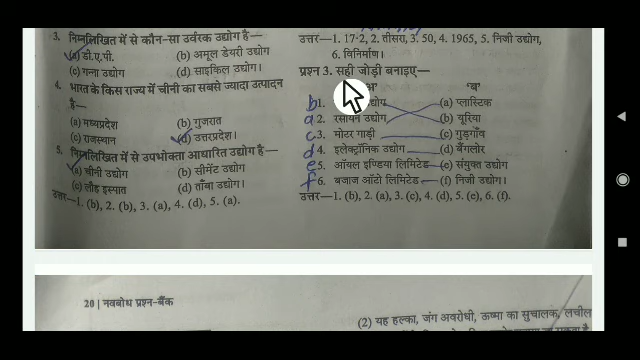 3. निम्नलिखित में से कौन-सा उर्वरक उद्योग है—
(a) डी.ए.पी. (b) अमूल डेयरी उद्योग
(c) गन्ना उद्योग (d) साइकिल उद्योग।
4. भारत के किस राज्य में चीनी का सबसे ज्यादा उत्पादन
है—
(a) मध्यप्रदेश (b) गुजरात
(c) राजस्थान (d) उत्तरप्रदेश।
5. निम्नलिखित में से उपभोक्ता आधारित उद्योग है—
(a) चीनी उद्योग (b) सीमेंट उद्योग
(c) लौह इस्पात (d) ताँबा उद्योग।
उत्तर—1. (b), 2. (b), 3. (a), 4. (d), 5. (a).
उत्तर—1. 17·2, 2. तीसरा, 3. 50, 4. 1965, 5. निजी उद्योग,
6. विनिर्माण।
प्रश्न 3. सही जोड़ी बनाइए—
'ब'
b 1. उद्योग (a) प्लास्टिक
a 2. रसायन उद्योग (b) यूरिया
c 3. मोटर गाड़ी (c) गुड़गाँव
d 4. इलेक्ट्रॉनिक उद्योग (d) बैंगलोर
e 5. ऑयल इण्डिया लिमिटेड (e) संयुक्त उद्योग
f 6. बजाज ऑटो लिमिटेड (f) निजी उद्योग।
उत्तर—1. (b), 2. (a), 3. (c), 4. (d), 5. (c), 6. (f).
20 | नवबोध प्रश्न-बैंक
(2) यह हल्का, जंग अवरोधी, ऊष्मा का सुचालक, लचील